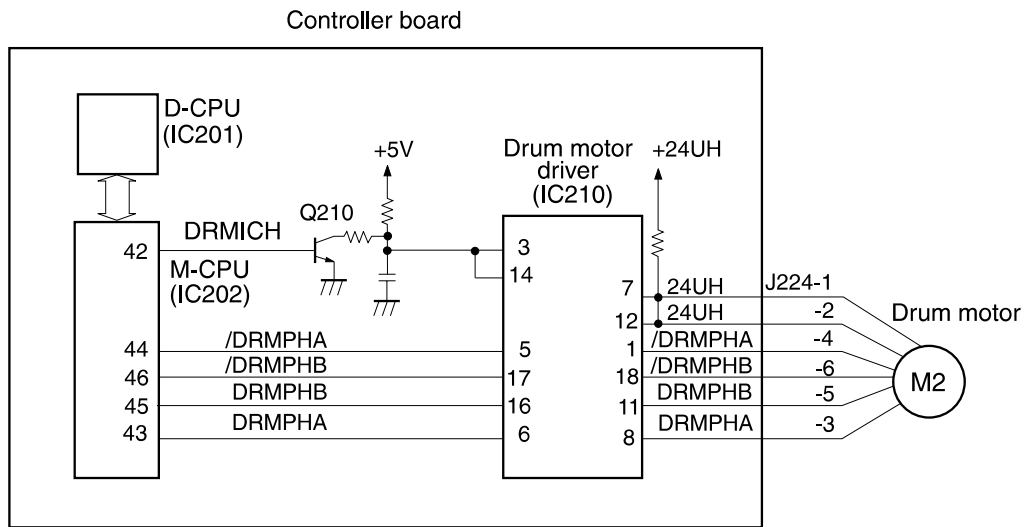 Controller board
D-CPU
(IC201)
+5V
Drum motor
driver
(IC210)
+24UH
Q210
42
DRMICH
3
14
M-CPU
(IC202)
7
24UH
J224-1
12
24UH
-2
Drum motor
44
/DRMPHA
5
1
/DRMPHA
-4
46
/DRMPHB
17
18
/DRMPHB
-6
M2
45
DRMPHB
16
11
DRMPHB
-5
43
DRMPHA
6
8
DRMPHA
-3